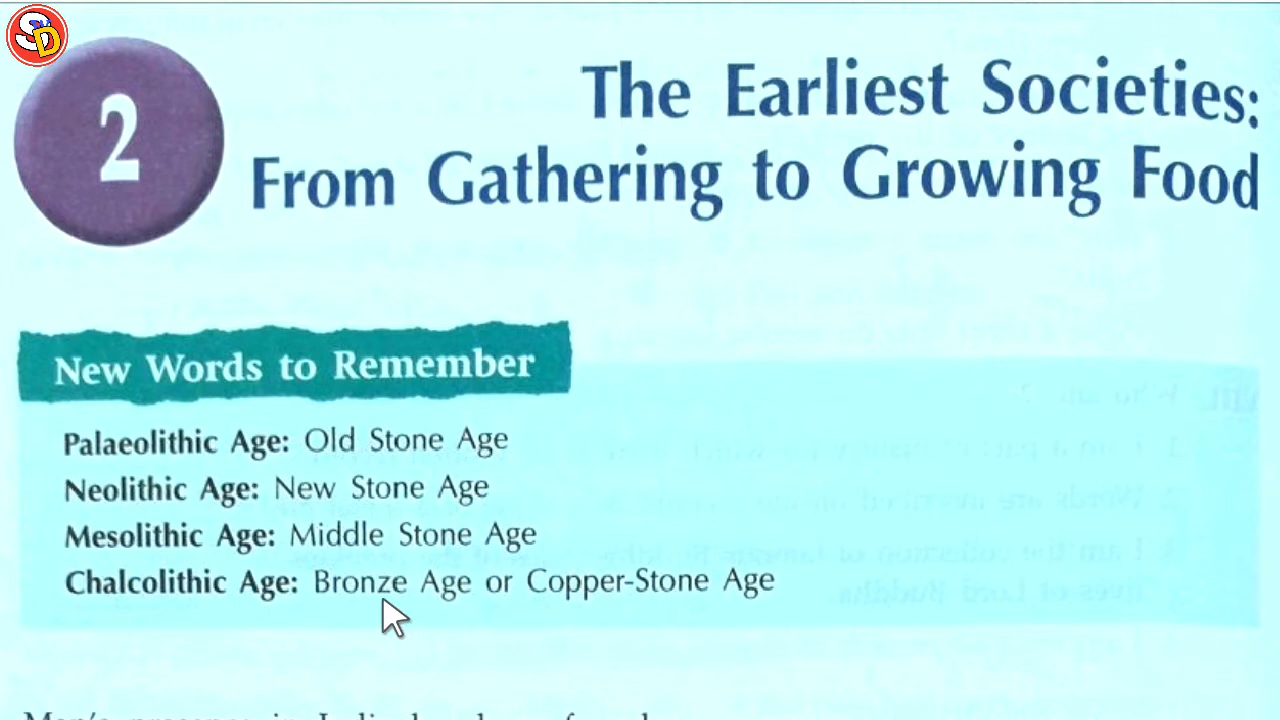 SD
2
The Earliest Societies:
From Gathering to Growing Food
New Words to Remember
Palaeolithic Age: Old Stone Age
Neolithic Age: New Stone Age
Mesolithic Age: Middle Stone Age
Chalcolithic Age: Bronze Age or Copper-Stone Age